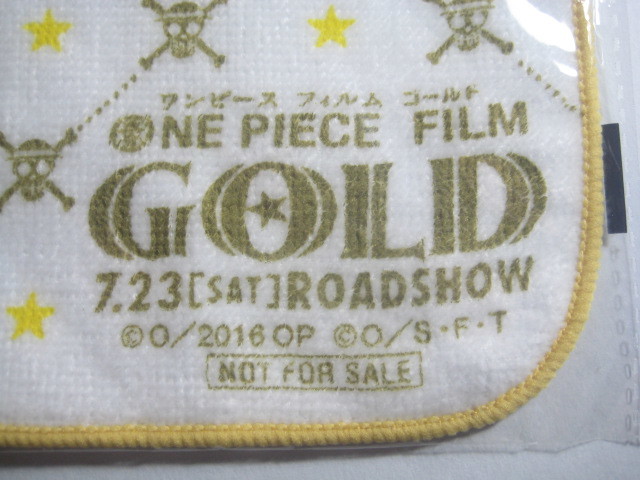 ワンピース フィルム ゴールド
ONE PIECE FILM
GOLD
7.23[SAT]ROADSHOW
©O/2016 OP ©O/S・F・T
NOT FOR SALE